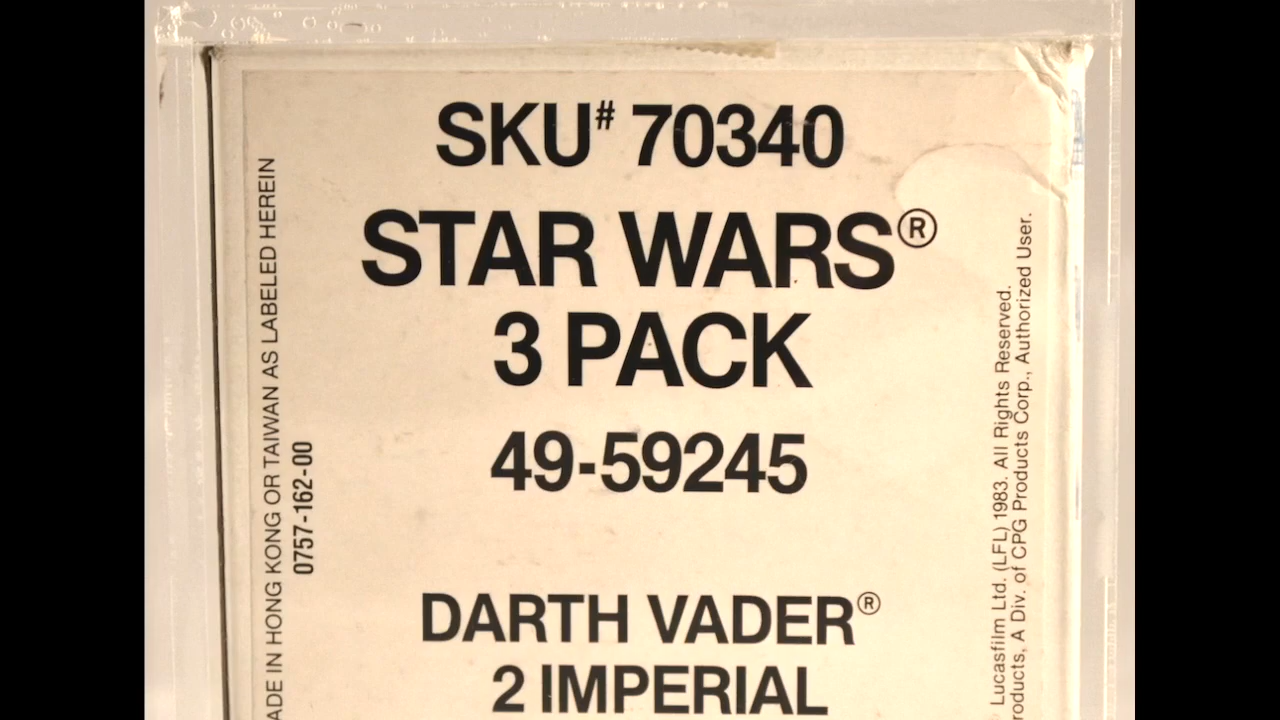 SKU# 70340
STAR WARS®
3 PACK
49-59245
DARTH VADER®
2 IMPERIAL
ADE IN HONG KONG OR TAIWAN AS LABELED HEREIN
0757-162-00
Lucasfilm Ltd. (LFL) 1983. All Rights Reserved.
roducts, A Div. of CPG Products Corp., Authorized User.